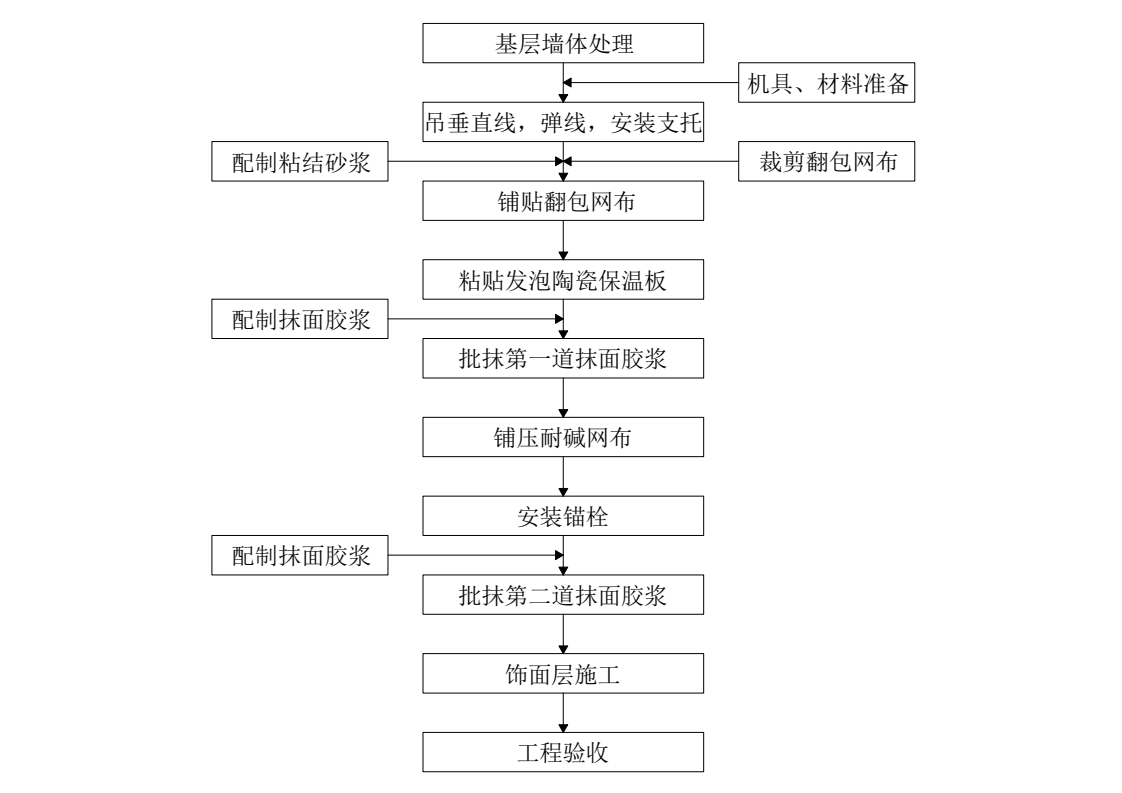 基层墙体处理
机具、材料准备
吊垂直线，弹线，安装支托
配制粘结砂浆
裁剪翻包网布
铺贴翻包网布
粘贴发泡陶瓷保温板
配制抹面胶浆
批抹第一道抹面胶浆
铺压耐碱网布
安装锚栓
配制抹面胶浆
批抹第二道抹面胶浆
饰面层施工
工程验收